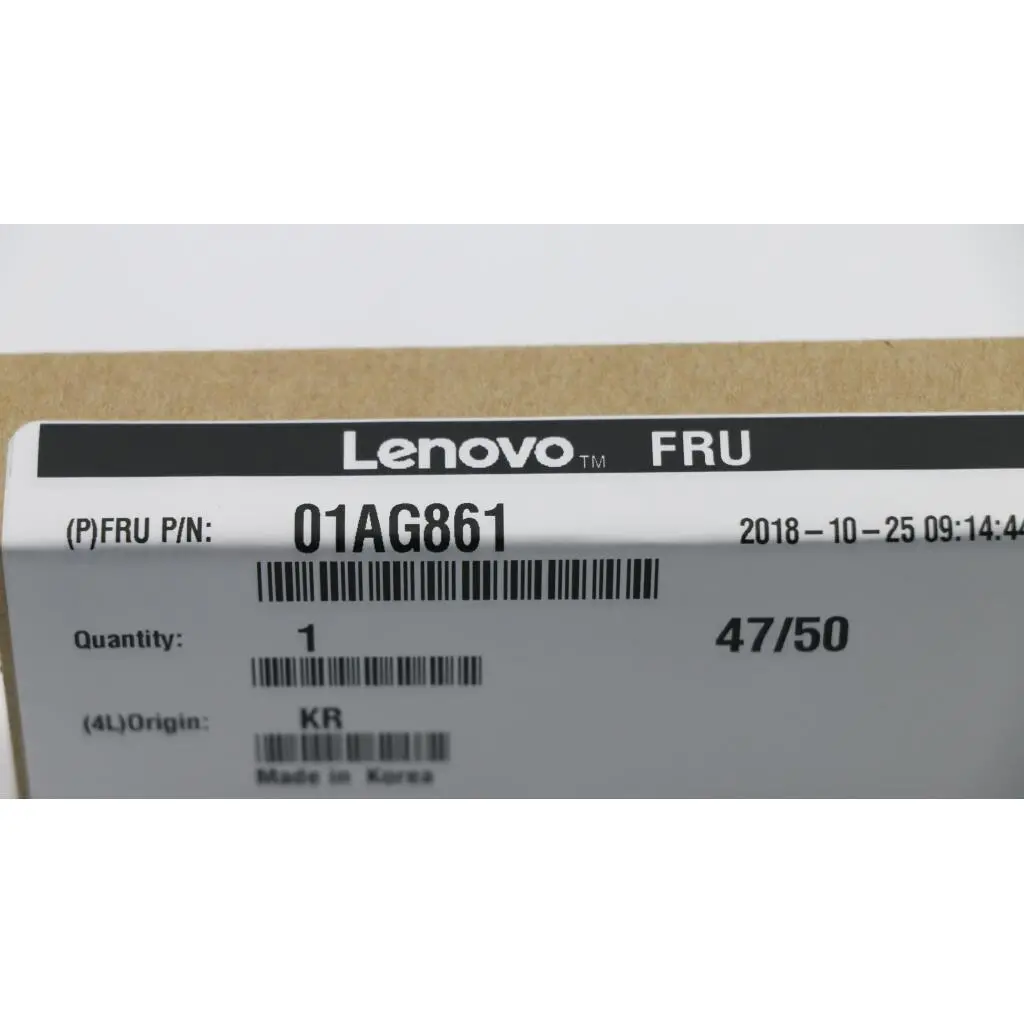 Lenovo™ FRU
(P)FRU P/N: 01AG861 2018-10-25 09:14:44
Quantity: 1 47/50
(4L)Origin: KR
Made in Korea